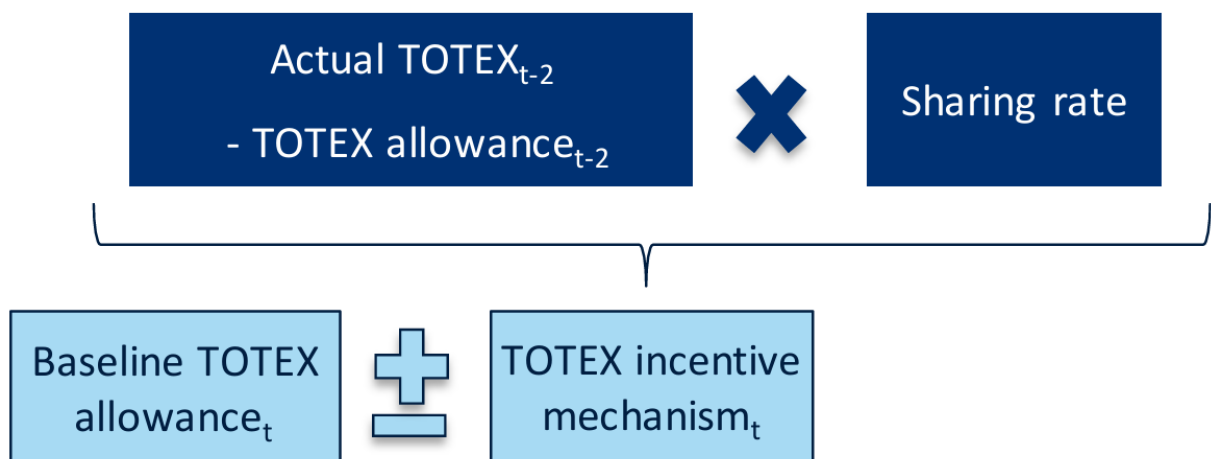 Actual TOTEXt-2
- TOTEX allowancet-2
Sharing rate
Baseline TOTEX
allowancet
TOTEX incentive
mechanismt